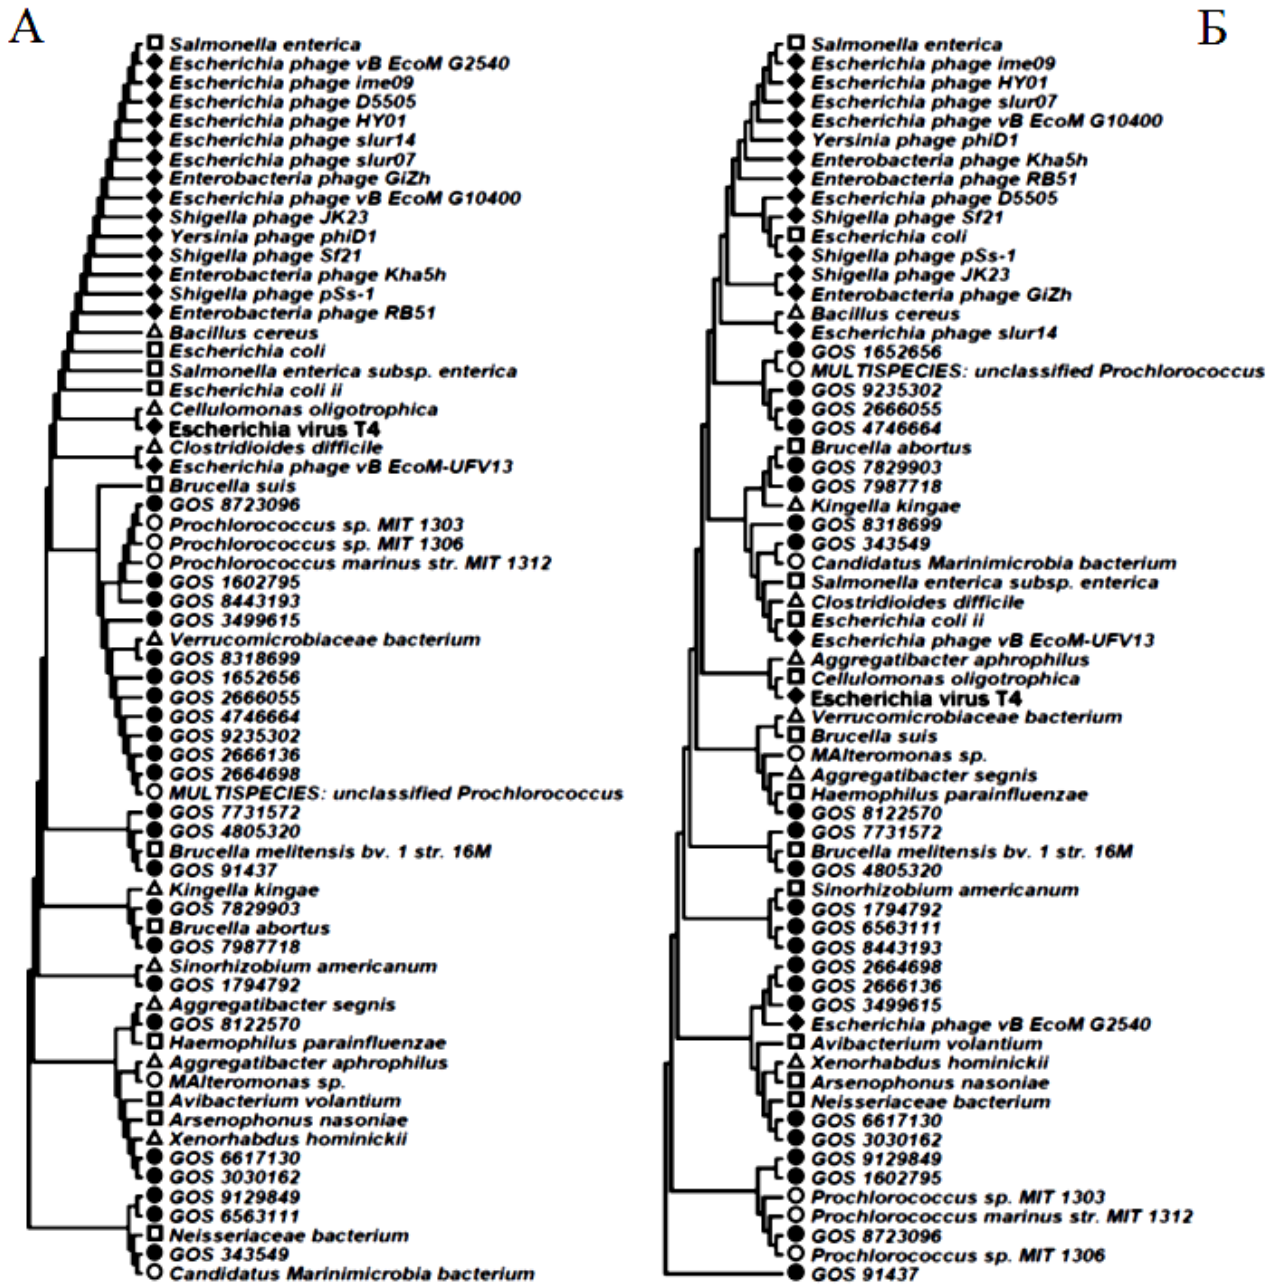 А
Salmonella enterica
Escherichia phage vB EcoM G2540
Escherichia phage ime09
Escherichia phage D5505
Escherichia phage HY01
Escherichia phage slur14
Escherichia phage slur07
Enterobacteria phage GiZh
Escherichia phage vB EcoM G10400
Shigella phage JK23
Yersinia phage phiD1
Shigella phage Sf21
Enterobacteria phage Kha5h
Shigella phage pSs-1
Enterobacteria phage RB51
Bacillus cereus
Escherichia coli
Salmonella enterica subsp. enterica
Escherichia coli ii
Cellulomonas oligotrophica
Escherichia virus T4
Clostridioides difficile
Escherichia phage vB EcoM-UFV13
Brucella suis
GOS 8723096
Prochlorococcus sp. MIT 1303
Prochlorococcus sp. MIT 1306
Prochlorococcus marinus str. MIT 1312
GOS 1602795
GOS 8443193
GOS 3499615
Verrucomicrobiaceae bacterium
GOS 8318699
GOS 1652656
GOS 2666055
GOS 4746664
GOS 9235302
GOS 2666136
GOS 2664698
MULTISPECIES: unclassified Prochlorococcus
GOS 7731572
GOS 4805320
Brucella melitensis bv. 1 str. 16M
GOS 91437
Kingella kingae
GOS 7829903
Brucella abortus
GOS 7987718
Sinorhizobium americanum
GOS 1794792
Aggregatibacter segnis
GOS 8122570
Haemophilus parainfluenzae
Aggregatibacter aphrophilus
MAlteromonas sp.
Avibacterium volantium
Arsenophonus nasoniae
Xenorhabdus hominickii
GOS 6617130
GOS 3030162
GOS 9129849
GOS 6563111
Neisseriaceae bacterium
GOS 343549
Candidatus Marinimicrobia bacterium
Б
Salmonella enterica
Escherichia phage ime09
Escherichia phage HY01
Escherichia phage slur07
Escherichia phage vB EcoM G10400
Yersinia phage phiD1
Enterobacteria phage Kha5h
Enterobacteria phage RB51
Escherichia phage D5505
Shigella phage Sf21
Escherichia coli
Shigella phage pSs-1
Shigella phage JK23
Enterobacteria phage GiZh
Bacillus cereus
Escherichia phage slur14
GOS 1652656
MULTISPECIES: unclassified Prochlorococcus
GOS 9235302
GOS 2666055
GOS 4746664
Brucella abortus
GOS 7829903
GOS 7987718
Kingella kingae
GOS 8318699
GOS 343549
Candidatus Marinimicrobia bacterium
Salmonella enterica subsp. enterica
Clostridioides difficile
Escherichia coli ii
Escherichia phage vB EcoM-UFV13
Aggregatibacter aphrophilus
Cellulomonas oligotrophica
Escherichia virus T4
Verrucomicrobiaceae bacterium
Brucella suis
MAlteromonas sp.
Aggregatibacter segnis
Haemophilus parainfluenzae
GOS 8122570
GOS 7731572
Brucella melitensis bv. 1 str. 16M
GOS 4805320
Sinorhizobium americanum
GOS 1794792
GOS 6563111
GOS 8443193
GOS 2664698
GOS 2666136
GOS 3499615
Escherichia phage vB EcoM G2540
Avibacterium volantium
Xenorhabdus hominickii
Arsenophonus nasoniae
Neisseriaceae bacterium
GOS 6617130
GOS 3030162
GOS 9129849
GOS 1602795
Prochlorococcus sp. MIT 1303
Prochlorococcus marinus str. MIT 1312
GOS 8723096
Prochlorococcus sp. MIT 1306
GOS 91437